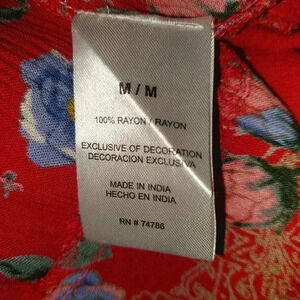 M / M
100% RAYON / RAYON
EXCLUSIVE OF DECORATION
DECORACION EXCLUSIVA
MADE IN INDIA
HECHO EN INDIA
RN # 74786